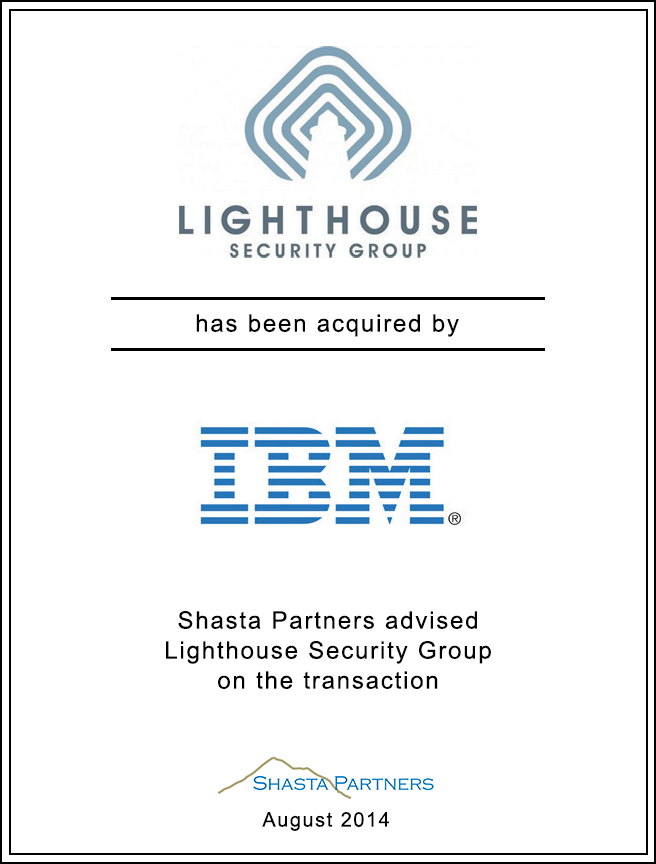 LIGHTHOUSE
SECURITY GROUP
has been acquired by
IBM®
Shasta Partners advised
Lighthouse Security Group
on the transaction
SHASTA PARTNERS
August 2014